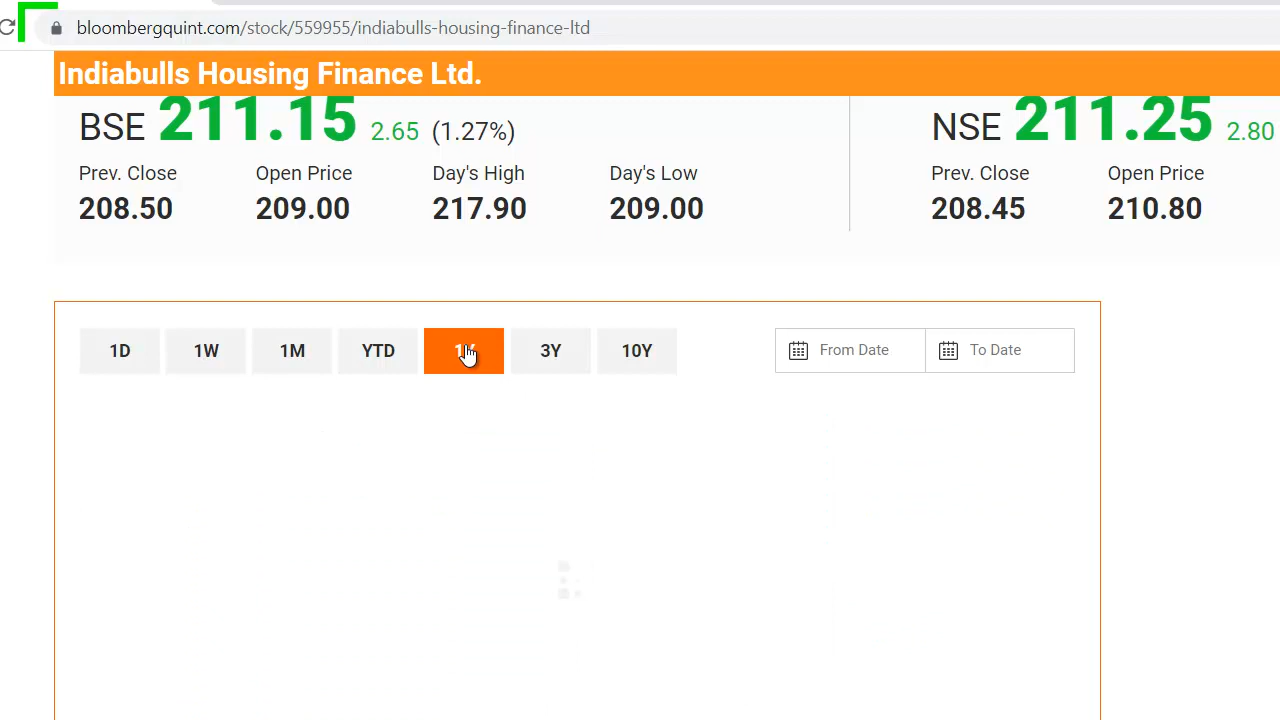 bloombergquint.com/stock/559955/indiabulls-housing-finance-ltd
Indiabulls Housing Finance Ltd.
BSE 211.15 2.65 (1.27%)
Prev. Close Open Price Day's High Day's Low
208.50 209.00 217.90 209.00
NSE 211.25 2.80
Prev. Close Open Price
208.45 210.80
1D 1W 1M YTD 3Y 10Y
From Date To Date